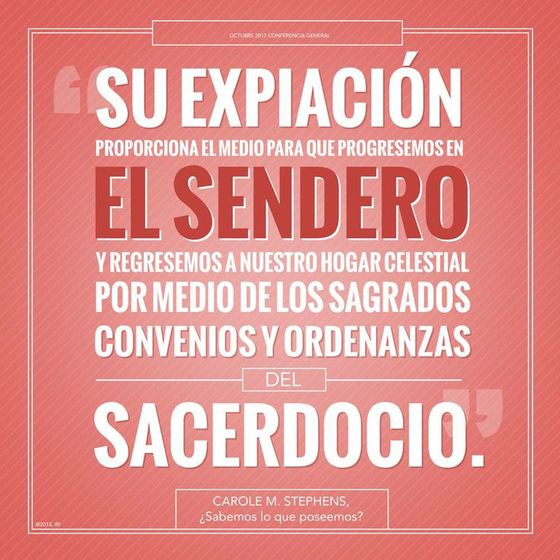 OCTUBRE 2013 CONFERENCIA GENERAL
“SU EXPIACIÓN
PROPORCIONA EL MEDIO PARA QUE PROGRESEMOS EN
EL SENDERO
Y REGRESEMOS A NUESTRO HOGAR CELESTIAL
POR MEDIO DE LOS SAGRADOS
CONVENIOS Y ORDENANZAS
DEL
SACERDOCIO.”
CAROLE M. STEPHENS,
¿Sabemos lo que poseemos?
©2013, IRI